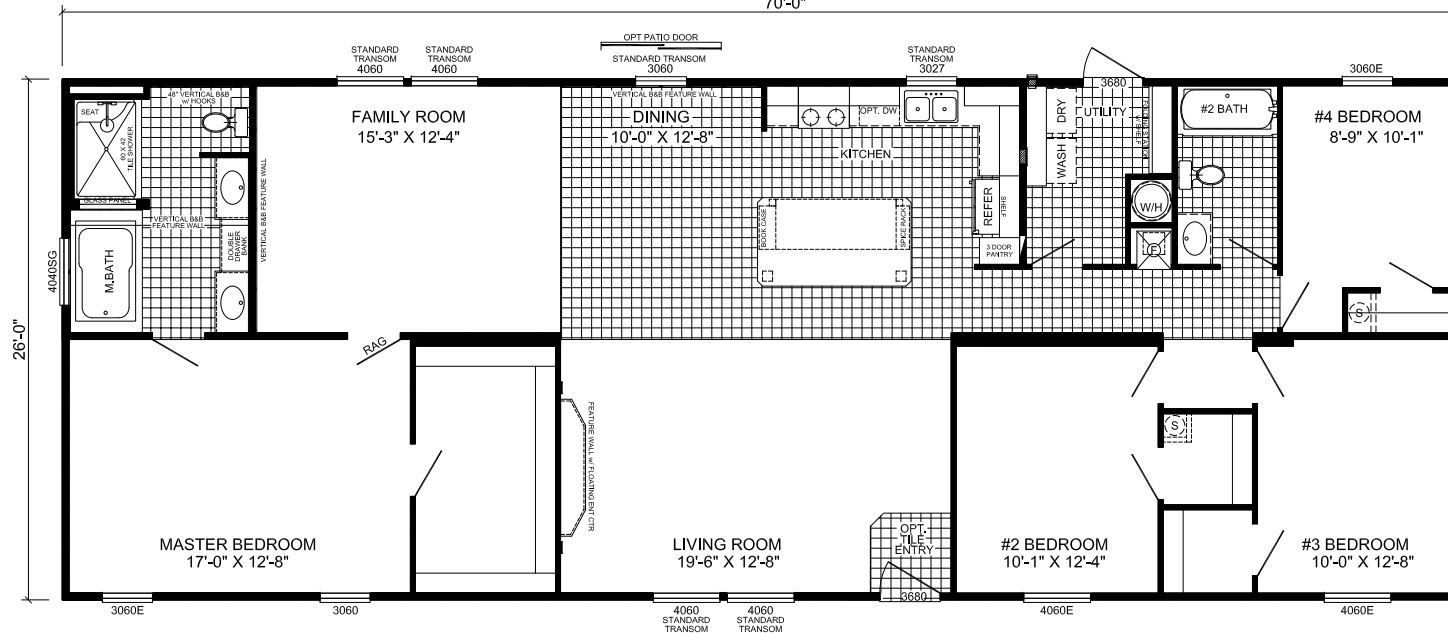 70'-0"
OPT PATIO DOOR
STANDARD
TRANSOM
4060
STANDARD
TRANSOM
4060
STANDARD TRANSOM
3060
STANDARD
TRANSOM
3027
3680
3060E
SEAT
60 X 42
TILE SHOWER
GLASS PANEL
48" VERTICAL B&B
w/ HOOKS
VERTICAL B&B
FEATURE WALL
DOUBLE
DRAWER
BANK
M.BATH
4040SG
26'-0"
VERTICAL B&B FEATURE WALL
FAMILY ROOM
15'-3" X 12'-4"
VERTICAL B&B FEATURE WALL
DINING
10'-0" X 12'-8"
OPT. DW
KITCHEN
BOOK CASE
SPICE RACK
REFER
SHELF
3 DOOR
PANTRY
WASH
DRY
UTILITY
FOLDING STATION
w/ SHELF
W/H
F
#2 BATH
#4 BEDROOM
8'-9" X 10'-1"
S
RAG
MASTER BEDROOM
17'-0" X 12'-8"
FEATURE WALL w/ FLOATING ENT CTR
LIVING ROOM
19'-6" X 12'-8"
OPT.
TILE
ENTRY
S
#2 BEDROOM
10'-1" X 12'-4"
#3 BEDROOM
10'-0" X 12'-8"
3060E
3060
4060
STANDARD
TRANSOM
4060
STANDARD
TRANSOM
3680
4060E
4060E